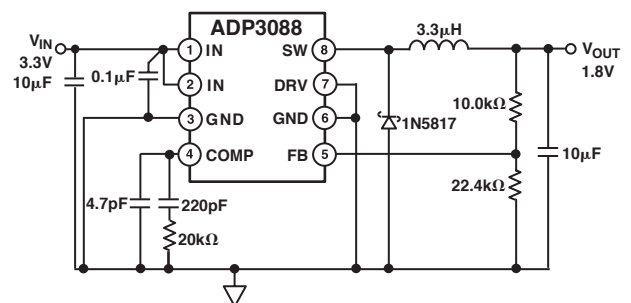 ADP3088
VIN
3.3V
10μF
0.1μF
1 IN
2 IN
3 GND
4 COMP
SW 8
DRV 7
GND 6
FB 5
3.3μH
VOUT
1.8V
10.0kΩ
1N5817
10μF
22.4kΩ
4.7pF
220pF
20kΩ